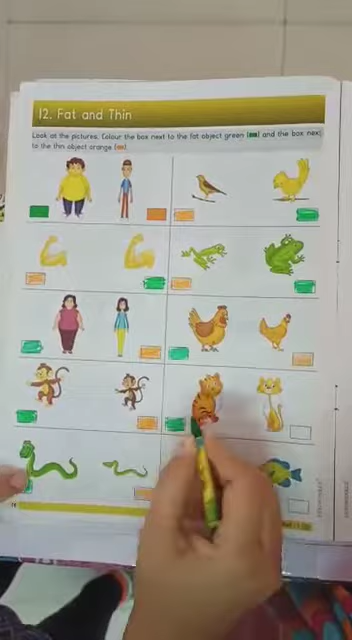 12. Fat and Thin
Look at the pictures. Colour the box next to the fat object green and the box next
to the thin object orange